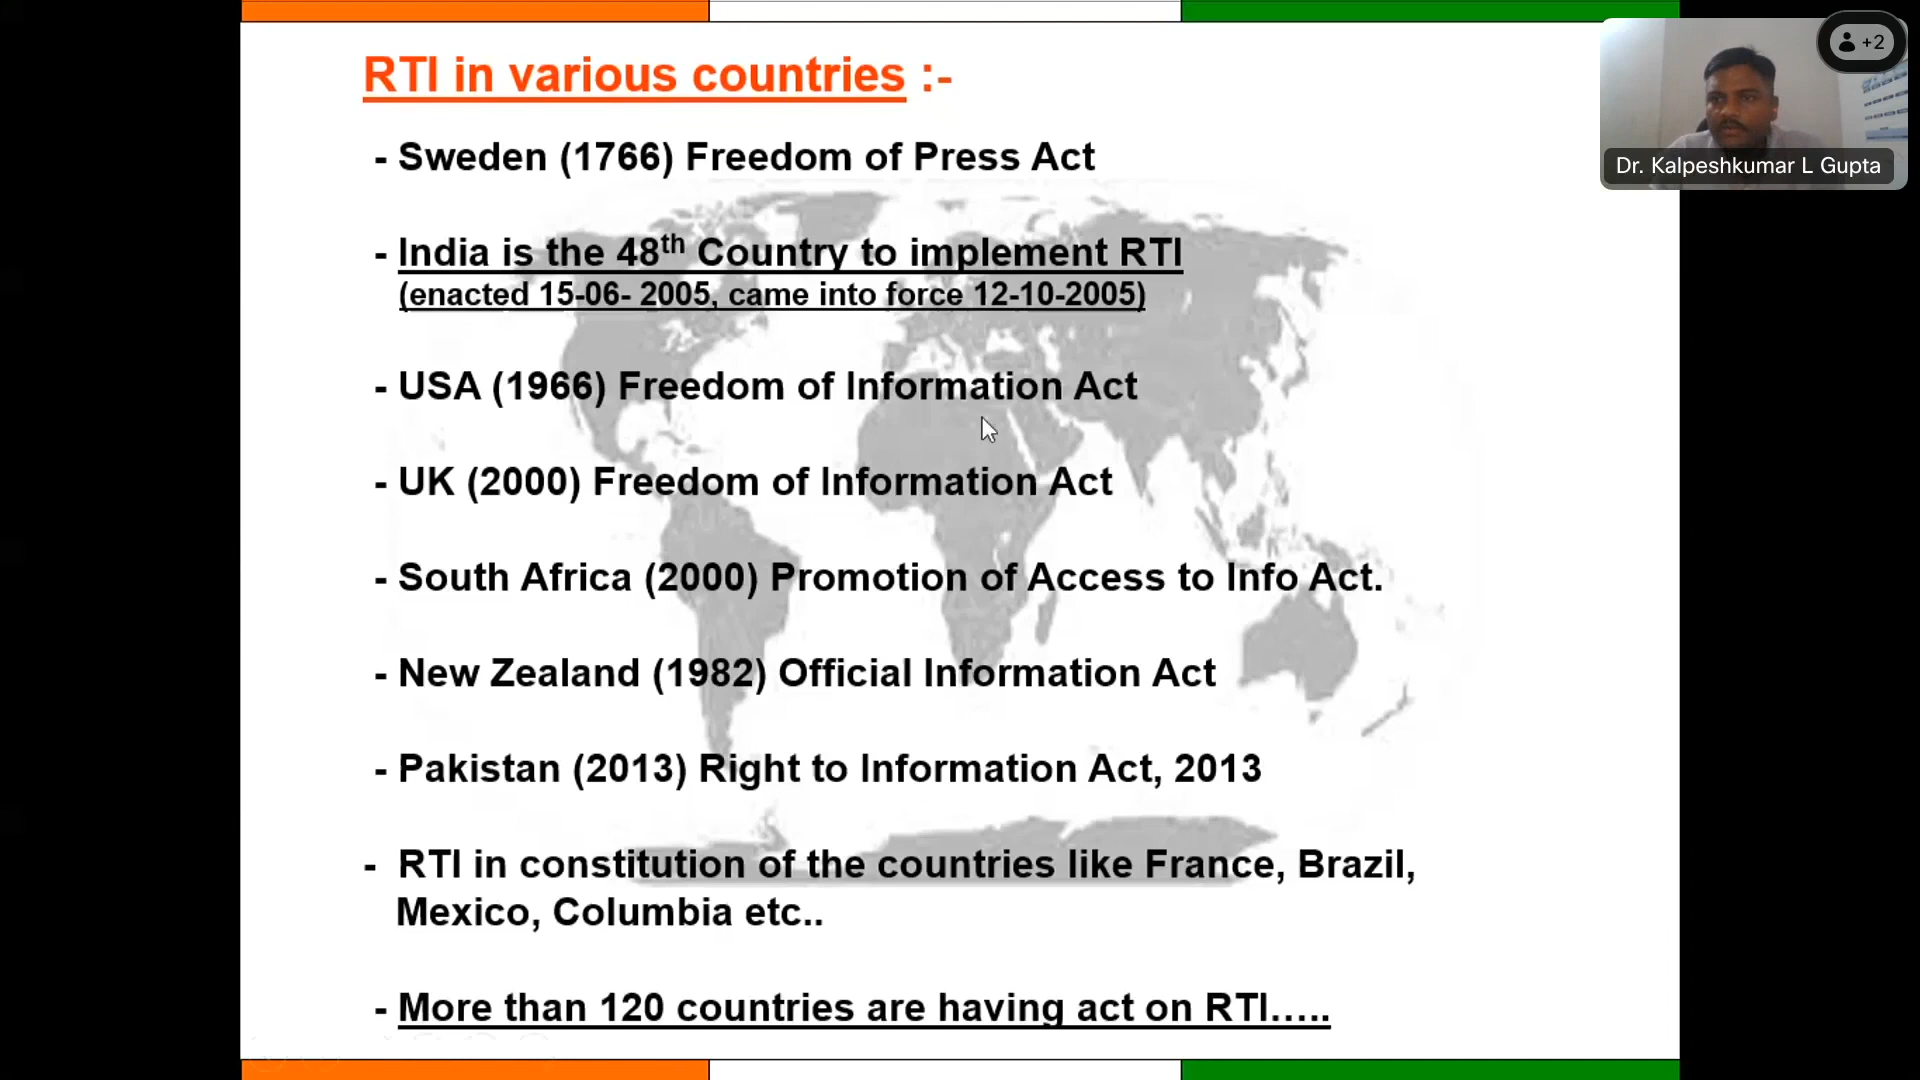 RTI in various countries :-
- Sweden (1766) Freedom of Press Act
- India is the 48th Country to implement RTI
(enacted 15-06- 2005, came into force 12-10-2005)
- USA (1966) Freedom of Information Act
- UK (2000) Freedom of Information Act
- South Africa (2000) Promotion of Access to Info Act.
- New Zealand (1982) Official Information Act
- Pakistan (2013) Right to Information Act, 2013
- RTI in constitution of the countries like France, Brazil,
Mexico, Columbia etc..
- More than 120 countries are having act on RTI.....
+2
Dr. Kalpeshkumar L Gupta